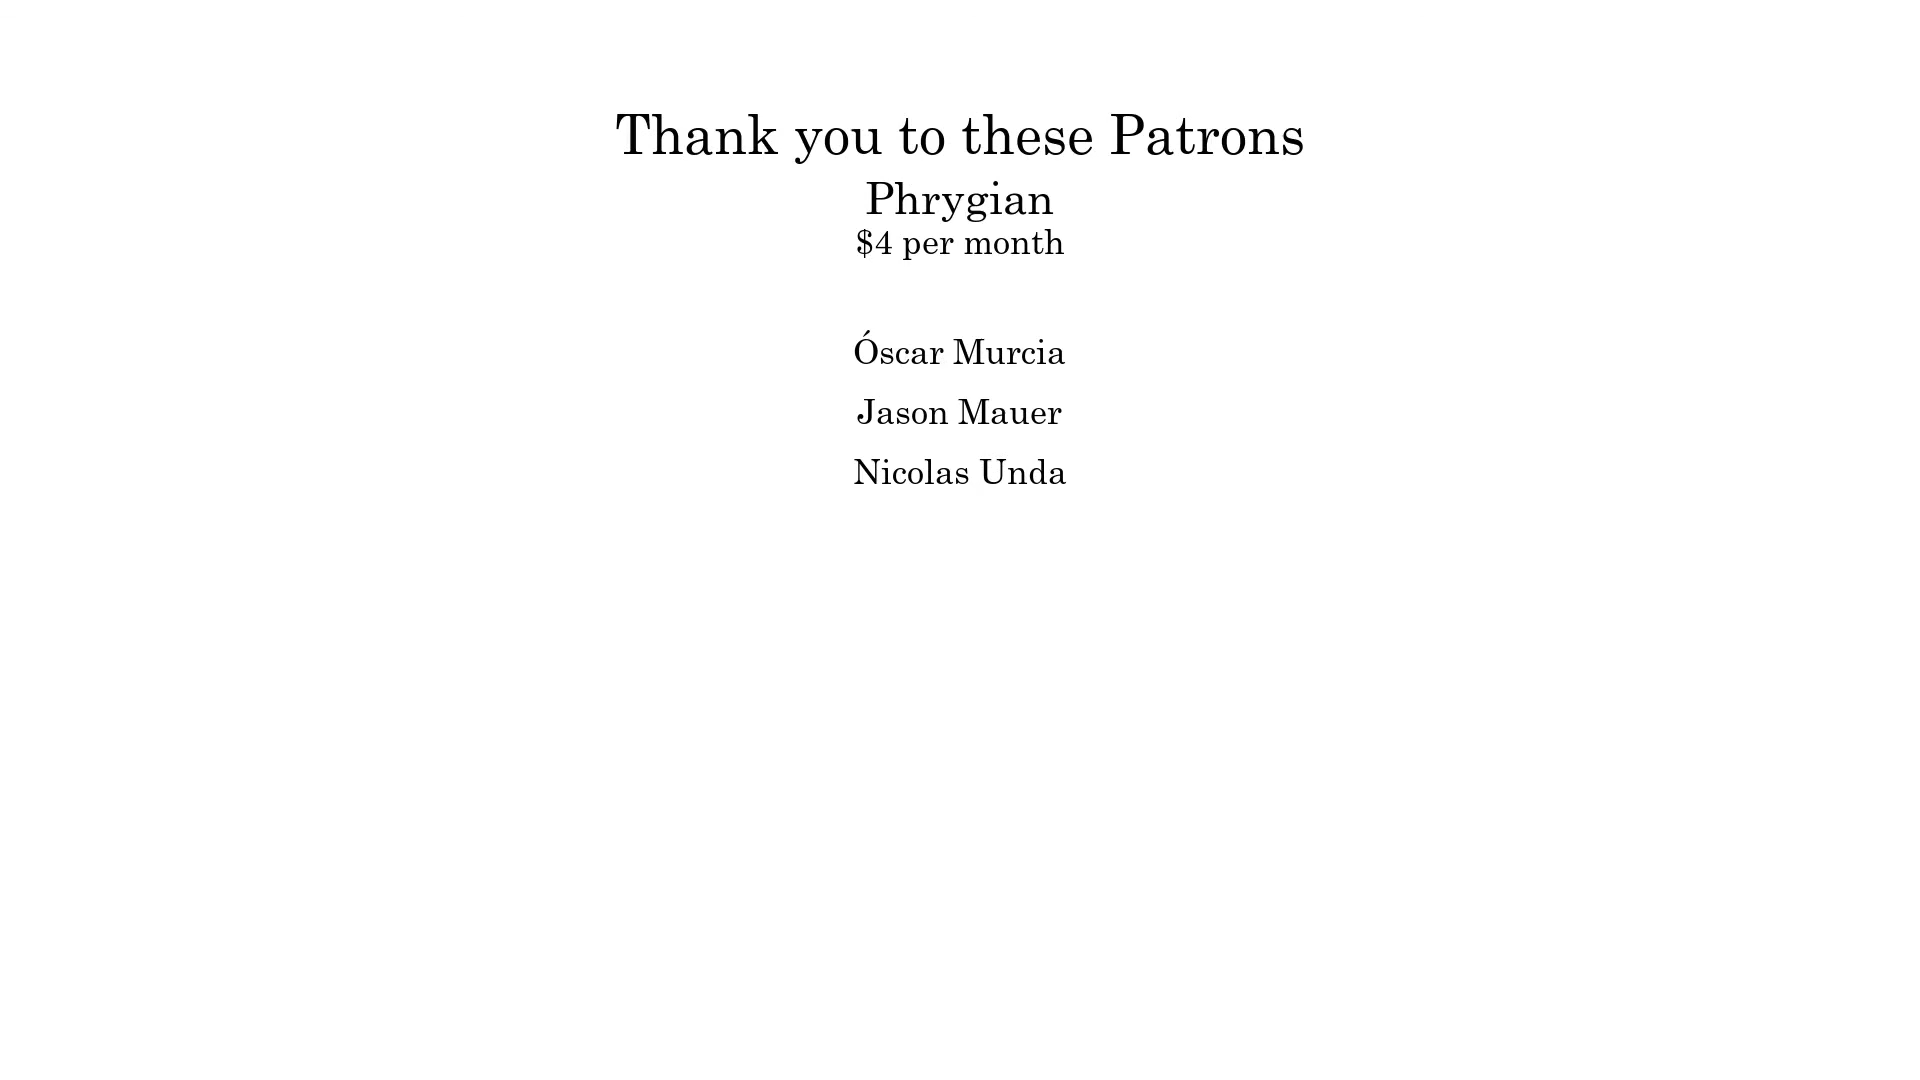 Thank you to these Patrons
Phrygian
$4 per month
Óscar Murcia
Jason Mauer
Nicolas Unda